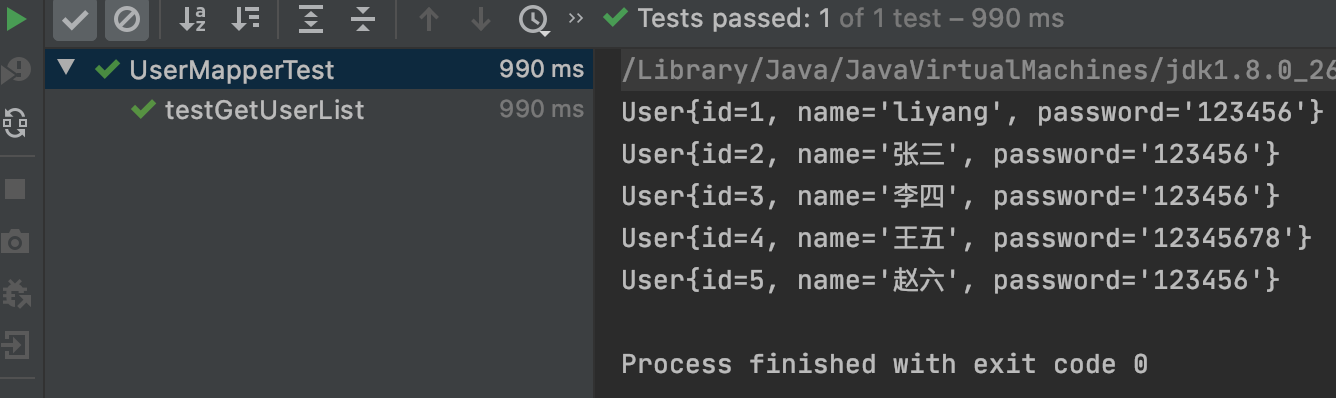 Tests passed: 1 of 1 test – 990 ms
UserMapperTest 990 ms
testGetUserList 990 ms
/Library/Java/JavaVirtualMachines/jdk1.8.0_26
User{id=1, name='liyang', password='123456'}
User{id=2, name='张三', password='123456'}
User{id=3, name='李四', password='123456'}
User{id=4, name='王五', password='12345678'}
User{id=5, name='赵六', password='123456'}
Process finished with exit code 0